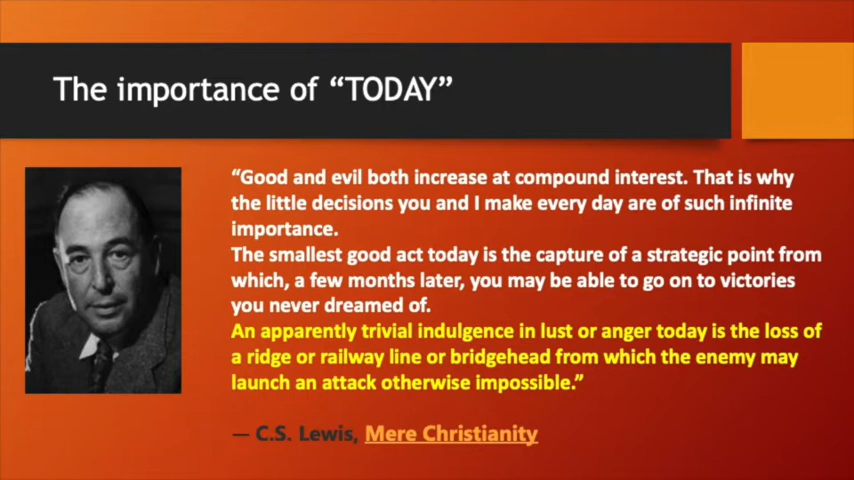 The importance of “TODAY”
“Good and evil both increase at compound interest. That is why
the little decisions you and I make every day are of such infinite
importance.
The smallest good act today is the capture of a strategic point from
which, a few months later, you may be able to go on to victories
you never dreamed of.
An apparently trivial indulgence in lust or anger today is the loss of
a ridge or railway line or bridgehead from which the enemy may
launch an attack otherwise impossible.”
— C.S. Lewis, Mere Christianity